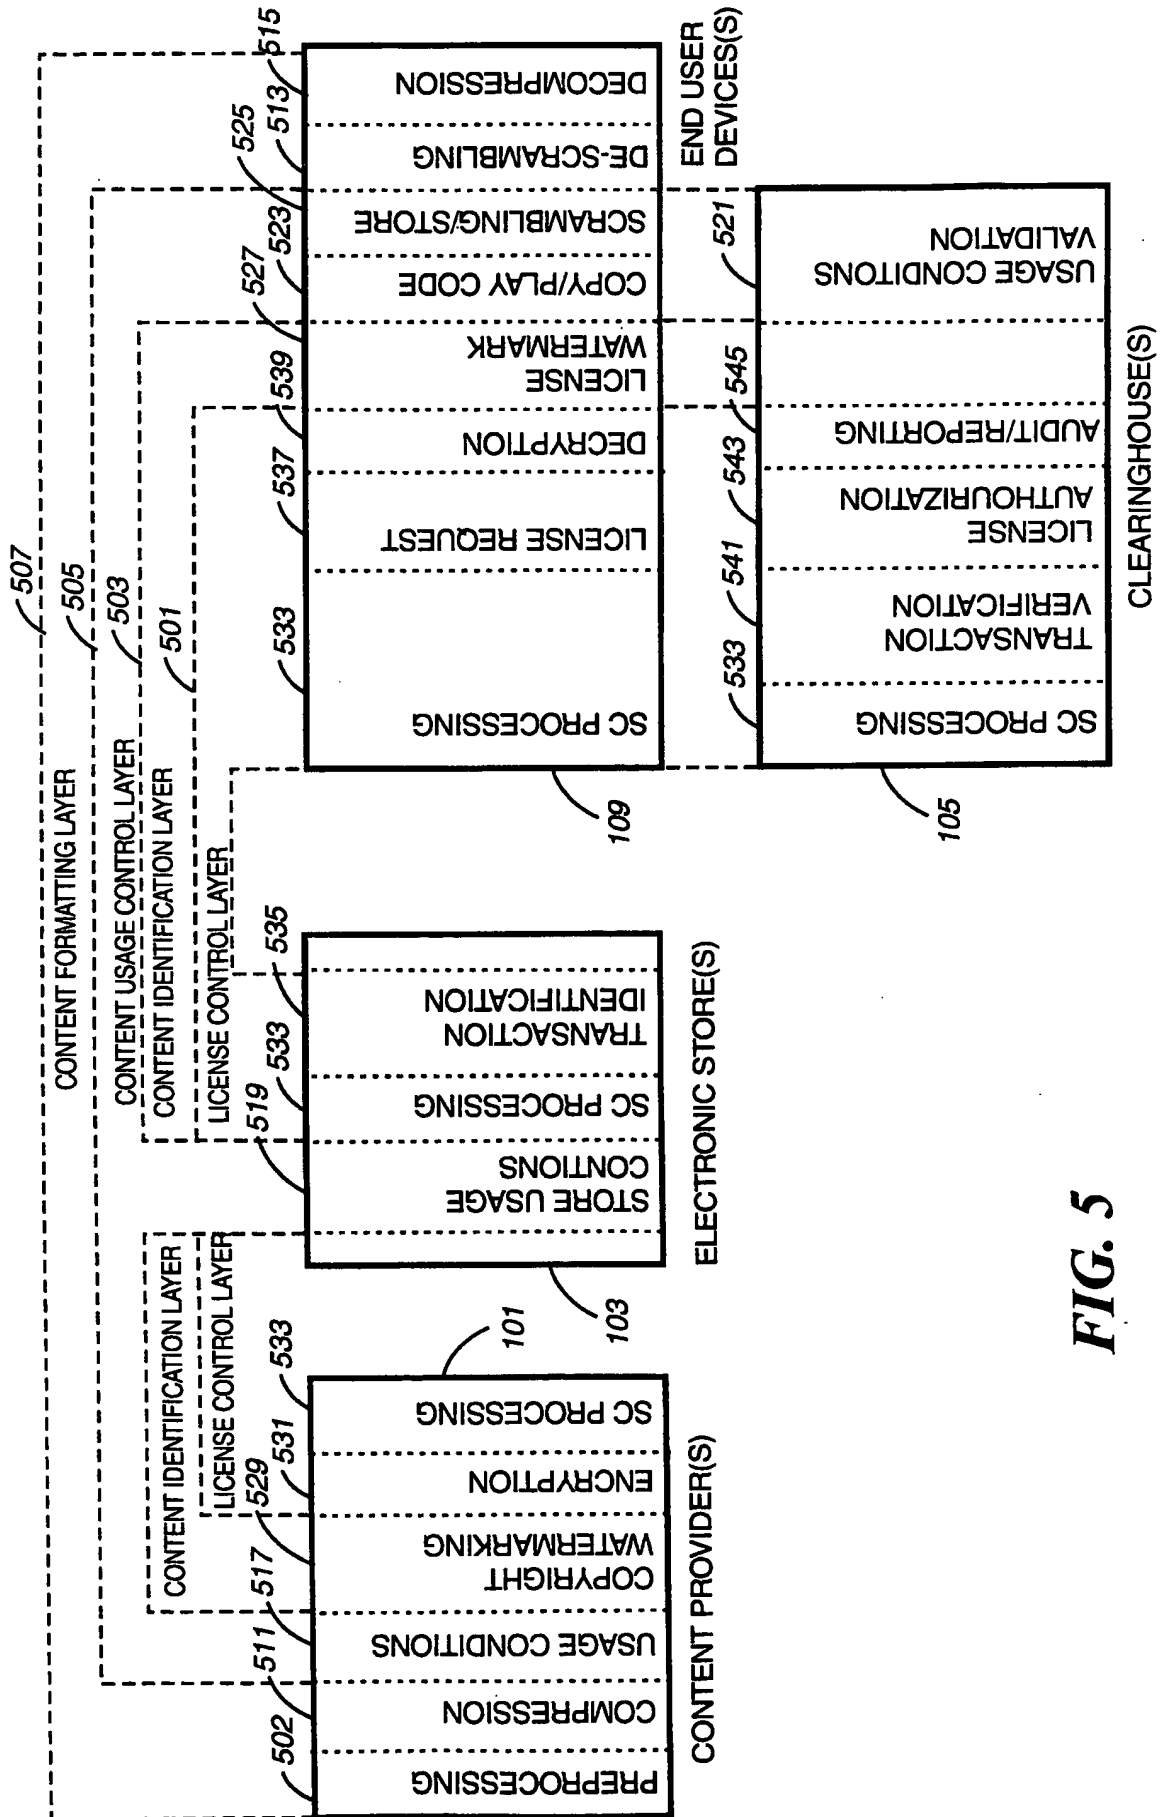 507
CONTENT FORMATTING LAYER
505
CONTENT USAGE CONTROL LAYER
503
CONTENT IDENTIFICATION LAYER
CONTENT IDENTIFICATION LAYER
501
LICENSE CONTROL LAYER
LICENSE CONTROL LAYER
502
511
517
529
531
533
PREPROCESSING
COMPRESSION
USAGE CONDITIONS
COPYRIGHT
WATERMARKING
ENCRYPTION
SC PROCESSING
101
CONTENT PROVIDER(S)
519
533
535
STORE USAGE
CONTIONS
SC PROCESSING
TRANSACTION
IDENTIFICATION
103
ELECTRONIC STORE(S)
533
537
539
527
523
525
513
515
SC PROCESSING
LICENSE REQUEST
DECRYPTION
LICENSE
WATERMARK
COPY/PLAY CODE
SCRAMBLING/STORE
DE-SCRAMBLING
DECOMPRESSION
109
END USER
DEVICES(S)
533
541
543
545
521
SC PROCESSING
TRANSACTION
VERIFICATION
LICENSE
AUTHOURIZATION
AUDIT/REPORTING
USAGE CONDITONS
VALIDATION
105
CLEARINGHOUSE(S)
FIG. 5